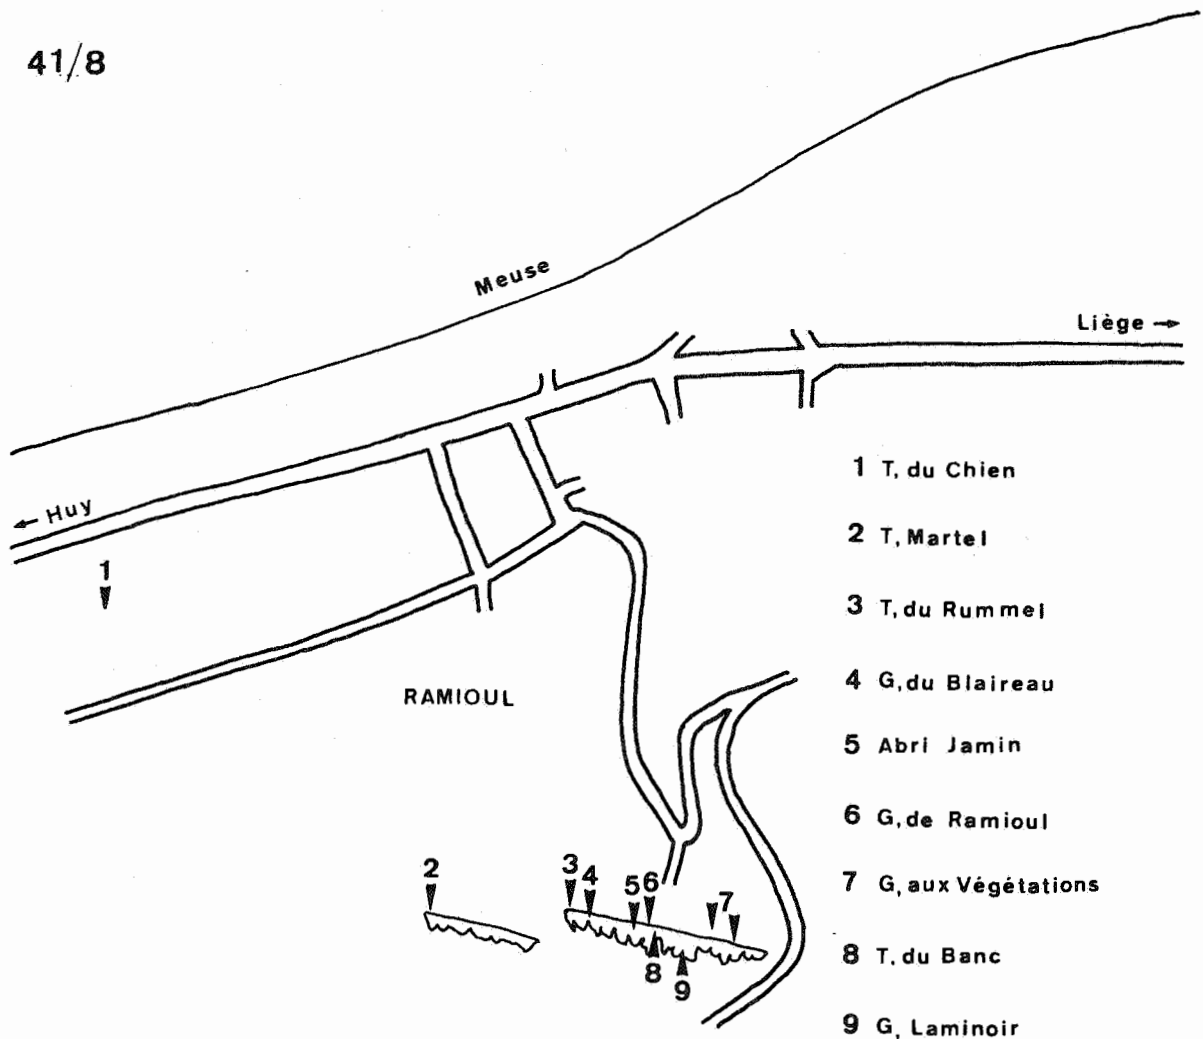 41/8
Meuse
Liège →
← Huy
1 T, du Chien
2 T, Martel
1
3 T, du Rummel
RAMIOUL
4 G, du Blaireau
5 Abri Jamin
6 G, de Ramioul
2
3
4
5
6
7
7 G, aux Végétations
8
9
8 T, du Banc
9 G, Laminoir